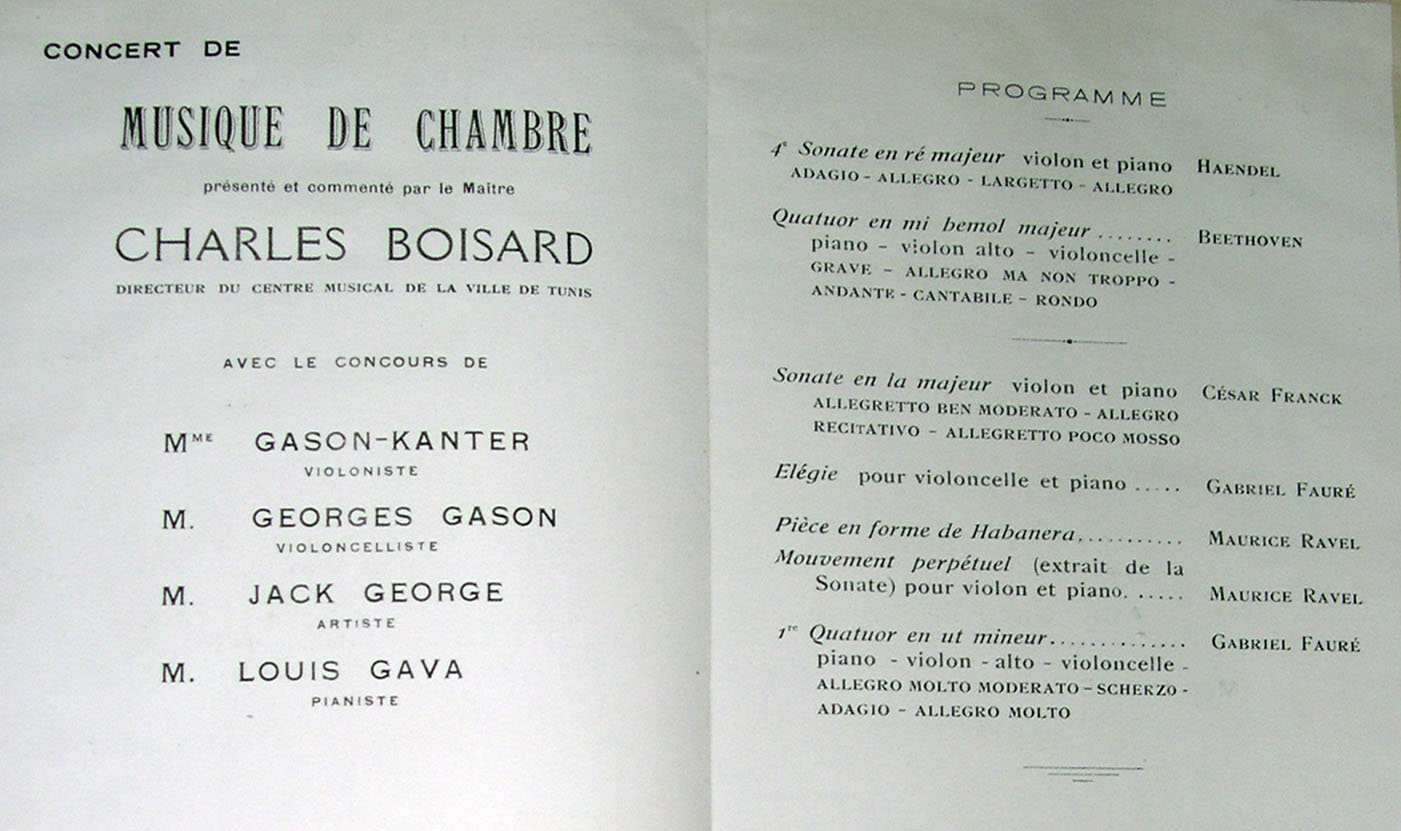 CONCERT DE
MUSIQUE DE CHAMBRE
présenté et commenté par le Maître
CHARLES BOISARD
DIRECTEUR DU CENTRE MUSICAL DE LA VILLE DE TUNIS
AVEC LE CONCOURS DE
MME GASON-KANTER
VIOLONISTE
M. GEORGES GASON
VIOLONCELLISTE
M. JACK GEORGE
ARTISTE
M. LOUIS GAVA
PIANISTE
PROGRAMME
4e Sonate en ré majeur violon et piano HAENDEL
ADAGIO - ALLEGRO - LARGETTO - ALLEGRO
Quatuor en mi bemol majeur ........ BEETHOVEN
piano - violon alto - violoncelle -
GRAVE - ALLEGRO MA NON TROPPO -
ANDANTE - CANTABILE - RONDO
Sonate en la majeur violon et piano CÉSAR FRANCK
ALLEGRETTO BEN MODERATO - ALLEGRO
RECITATIVO - ALLEGRETTO POCO MOSSO
Elégie pour violoncelle et piano ..... GABRIEL FAURÉ
Pièce en forme de Habanera........... MAURICE RAVEL
Mouvement perpétuel (extrait de la
Sonate) pour violon et piano. ..... MAURICE RAVEL
1re Quatuor en ut mineur.............. GABRIEL FAURÉ
piano - violon - alto - violoncelle -
ALLEGRO MOLTO MODERATO - SCHERZO -
ADAGIO - ALLEGRO MOLTO